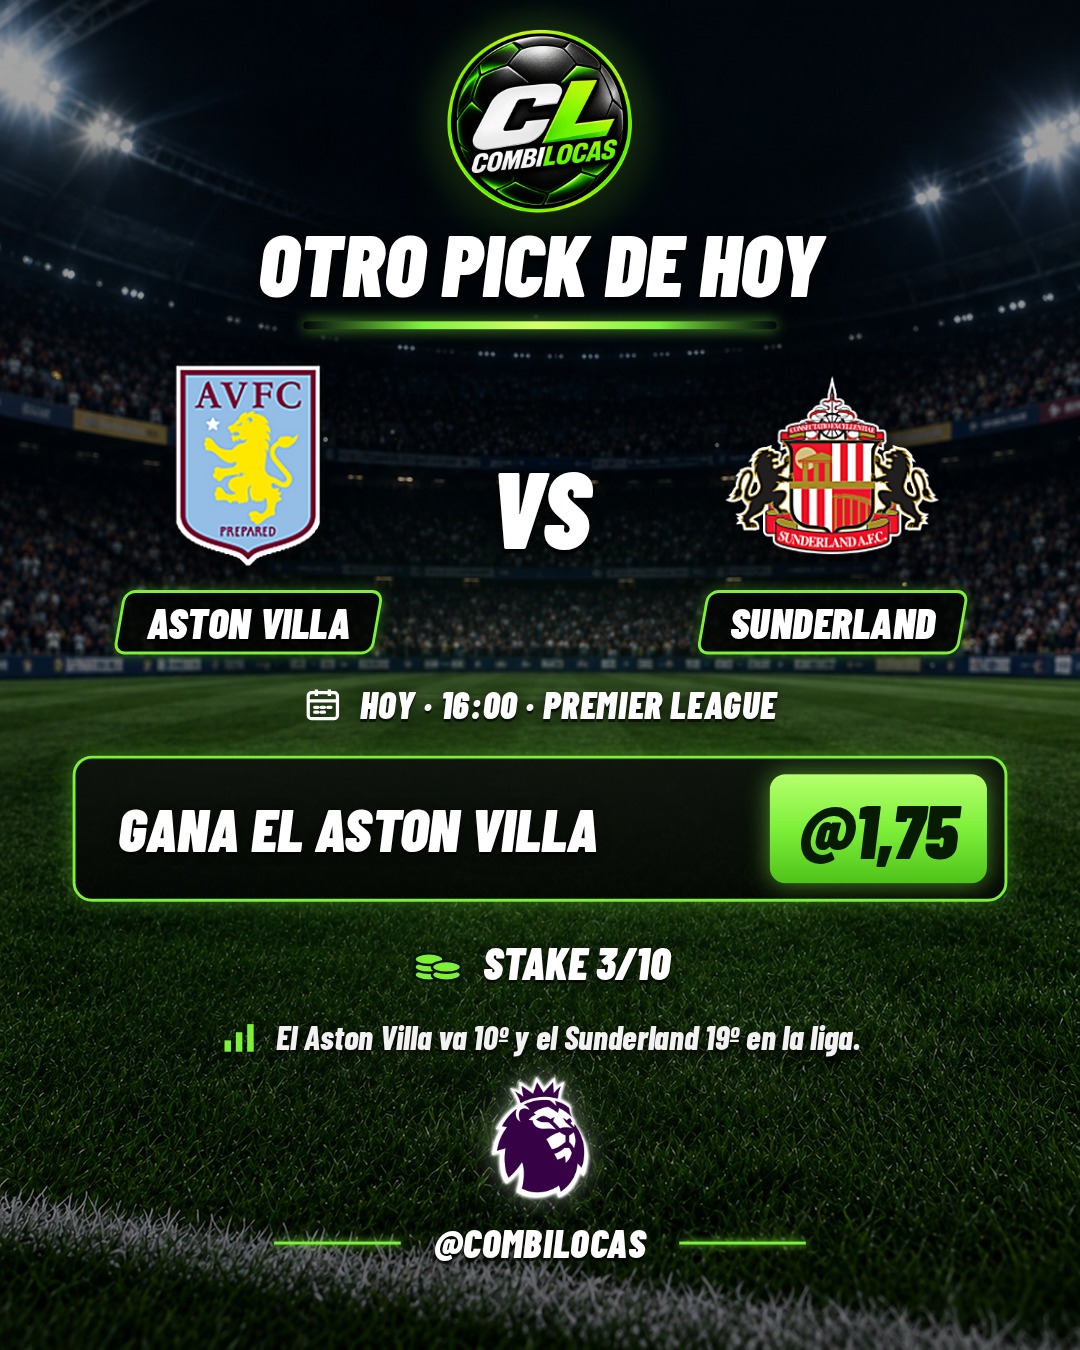 CL
COMBILOCAS
OTRO PICK DE HOY
AVFC
PREPARED
VS
CONSECTATIO EXCELLENTIAE
SUNDERLAND A.F.C.
ASTON VILLA
SUNDERLAND
HOY · 16:00 · PREMIER LEAGUE
GANA EL ASTON VILLA
@1,75
STAKE 3/10
El Aston Villa va 10º y el Sunderland 19º en la liga.
@COMBILOCAS